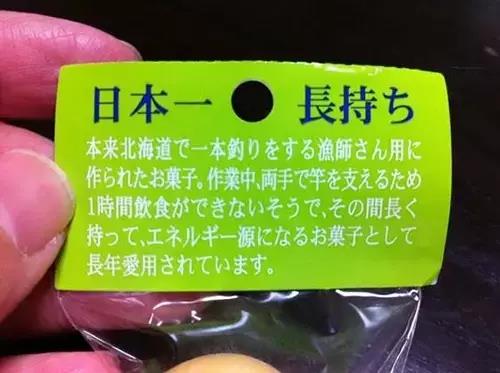 日本一 長持ち
本来北海道で一本釣りをする漁師さん用に
作られたお菓子。作業中、両手で竿を支えるため
1時間飲食ができないそうで、その間長く
持って、エネルギー源になるお菓子として
長年愛用されています。